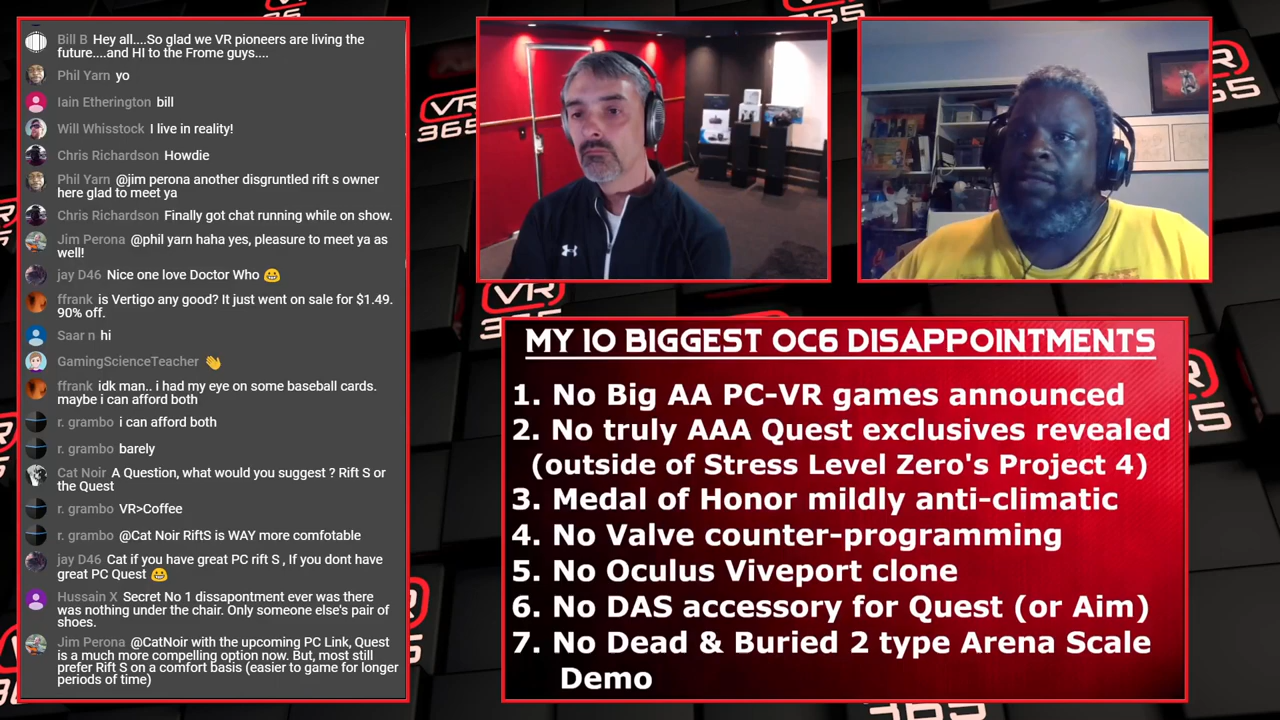 Bill B Hey all....So glad we VR pioneers are living the
future....and HI to the Frome guys....
Phil Yarn yo
Iain Etherington bill
Will Whisstock I live in reality!
Chris Richardson Howdie
Phil Yarn @jim perona another disgruntled rift s owner
here glad to meet ya
Chris Richardson Finally got chat running while on show.
Jim Perona @phil yarn haha yes, pleasure to meet ya as
well!
jay D46 Nice one love Doctor Who 😀
ffrank is Vertigo any good? It just went on sale for $1.49.
90% off.
Saar n hi
GamingScienceTeacher 👋
ffrank idk man.. i had my eye on some baseball cards.
maybe i can afford both
r. grambo i can afford both
r. grambo barely
Cat Noir A Question, what would you suggest ? Rift S or
the Quest
r. grambo VR>Coffee
r. grambo @Cat Noir RiftS is WAY more comfotable
jay D46 Cat if you have great PC rift S , If you dont have
great PC Quest 😀
Hussain X Secret No 1 dissapontment ever was there
was nothing under the chair. Only someone else's pair of
shoes.
Jim Perona @CatNoir with the upcoming PC Link, Quest
is a much more compelling option now. But, most still
prefer Rift S on a comfort basis (easier to game for longer
periods of time)
VR
365
VR
365
MY 10 BIGGEST OC6 DISAPPOINTMENTS
1. No Big AA PC-VR games announced
2. No truly AAA Quest exclusives revealed
(outside of Stress Level Zero's Project 4)
3. Medal of Honor mildly anti-climatic
4. No Valve counter-programming
5. No Oculus Viveport clone
6. No DAS accessory for Quest (or Aim)
7. No Dead & Buried 2 type Arena Scale
Demo